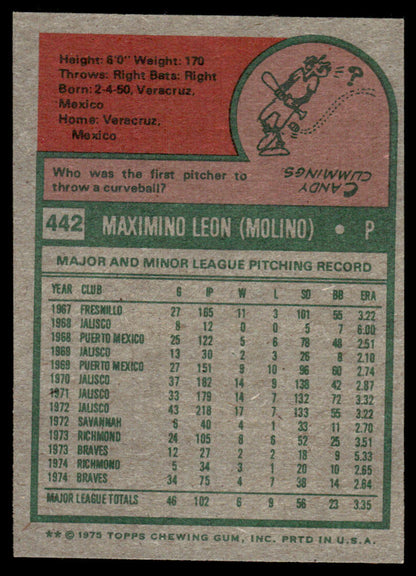 Height: 6'0" Weight: 170
Throws: Right Bats: Right
Born: 2-4-50, Veracruz,
Mexico
Home: Veracruz,
Mexico
?
CANDY
CUMMINGS
Who was the first pitcher to
throw a curveball?
442 MAXIMINO LEON (MOLINO) • P
MAJOR AND MINOR LEAGUE PITCHING RECORD
YEAR CLUB G IP W L SO BB ERA
1967 FRESNILLO 27 165 11 3 101 55 3.22
1968 JALISCO 8 12 0 0 5 7 6.00
1968 PUERTO MEXICO 25 122 5 6 78 48 2.51
1969 JALISCO 13 26 0 0 8 10 2.10
1969 PUERTO MEXICO 27 151 9 10 96 60 2.74
1970 JALISCO 37 182 14 9 138 42 2.87
1971 JALISCO 33 179 14 7 132 72 3.32
1972 JALISCO 43 218 17 7 133 55 3.22
1972 SAVANNAH 6 40 4 1 33 11 2.70
1973 RICHMOND 24 105 8 6 52 25 3.51
1973 BRAVES 12 27 2 2 18 9 5.33
1974 RICHMOND 5 34 3 1 20 10 2.65
1974 BRAVES 34 75 4 7 38 14 2.64
MAJOR LEAGUE TOTALS 46 102 6 9 56 23 3.35
** © 1975 TOPPS CHEWING GUM, INC. PRTD IN U.S.A.